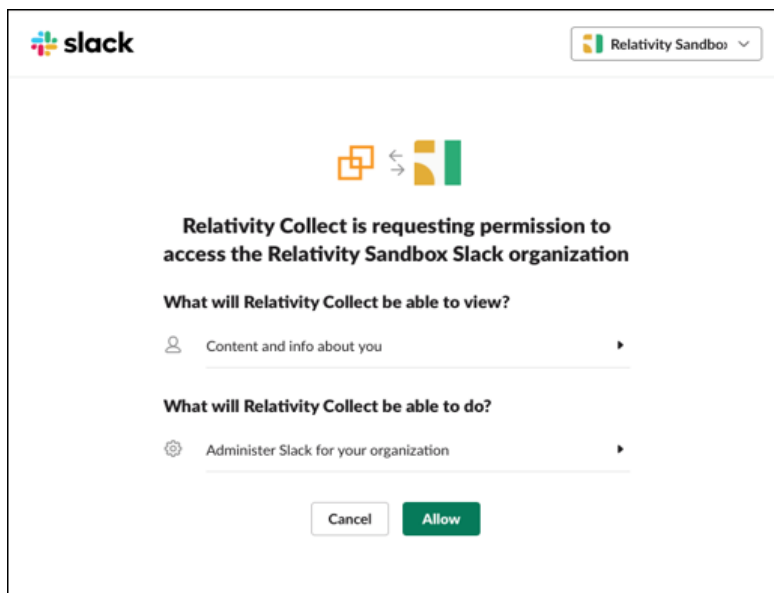 slack
Relativity Sandbo
Relativity Collect is requesting permission to
access the Relativity Sandbox Slack organization
What will Relativity Collect be able to view?
Content and info about you
What will Relativity Collect be able to do?
Administer Slack for your organization
Cancel
Allow